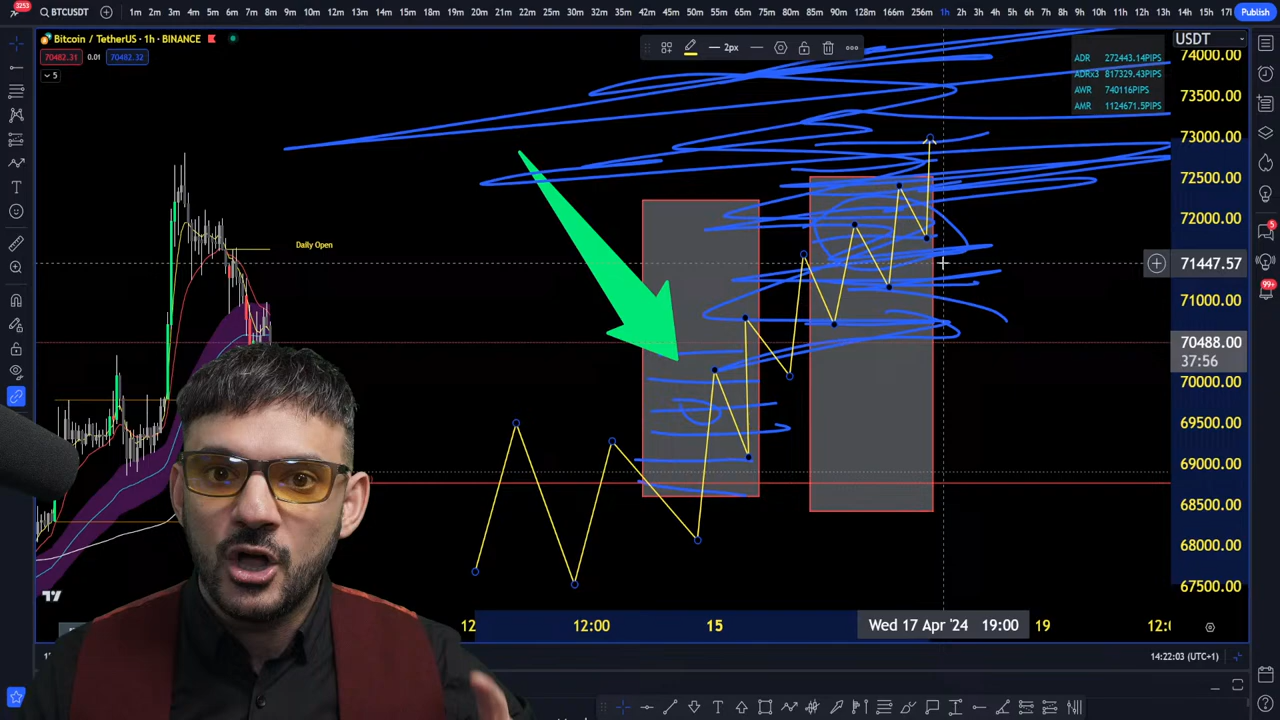 3253
BTCUSDT
1m 2m 3m 4m 5m 6m 7m 8m 9m 10m 11m 12m 13m 14m 15m 16m 17m 18m 19m 20m 25m 30m 32m 35m 42m 45m 50m 55m 80m 85m 128m 166m 256m 1h 2h 3h 4h 5h 6h 7h 8h 9h 10h 11h 12h 13h 14h 15h 17
Publish
Bitcoin / TetherUS · 1h · BINANCE
70482.31 0.01 70482.32
5
2px
USDT
ADR 272443.14PIPS
ADRx3 817329.43PIPS
AWR 740116PIPS
AMR 1124671.5PIPS
74000.00
73500.00
73000.00
72500.00
72000.00
Daily Open
71447.57
71000.00
70488.00
37:56
70000.00
69500.00
69000.00
68500.00
68000.00
67500.00
12 12:00 15 Wed 17 Apr '24 19:00 19 12:0
14:22:03 (UTC+1)
5
99+